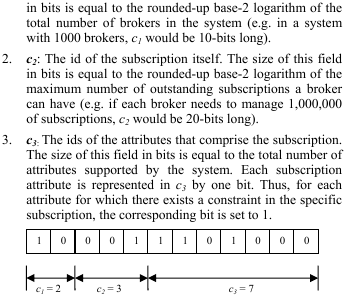 in bits is equal to the rounded-up base-2 logarithm of the
total number of brokers in the system (e.g. in a system
with 1000 brokers, c1 would be 10-bits long).
2. c2: The id of the subscription itself. The size of this field
in bits is equal to the rounded-up base-2 logarithm of the
maximum number of outstanding subscriptions a broker
can have (e.g. if each broker needs to manage 1,000,000
of subscriptions, c2 would be 20-bits long).
3. c3: The ids of the attributes that comprise the subscription.
The size of this field in bits is equal to the total number of
attributes supported by the system. Each subscription
attribute is represented in c3 by one bit. Thus, for each
attribute for which there exists a constraint in the specific
subscription, the corresponding bit is set to 1.
1 0 0 0 1 1 1 0 1 0 0 0
c1 = 2 c2 = 3 c3 = 7